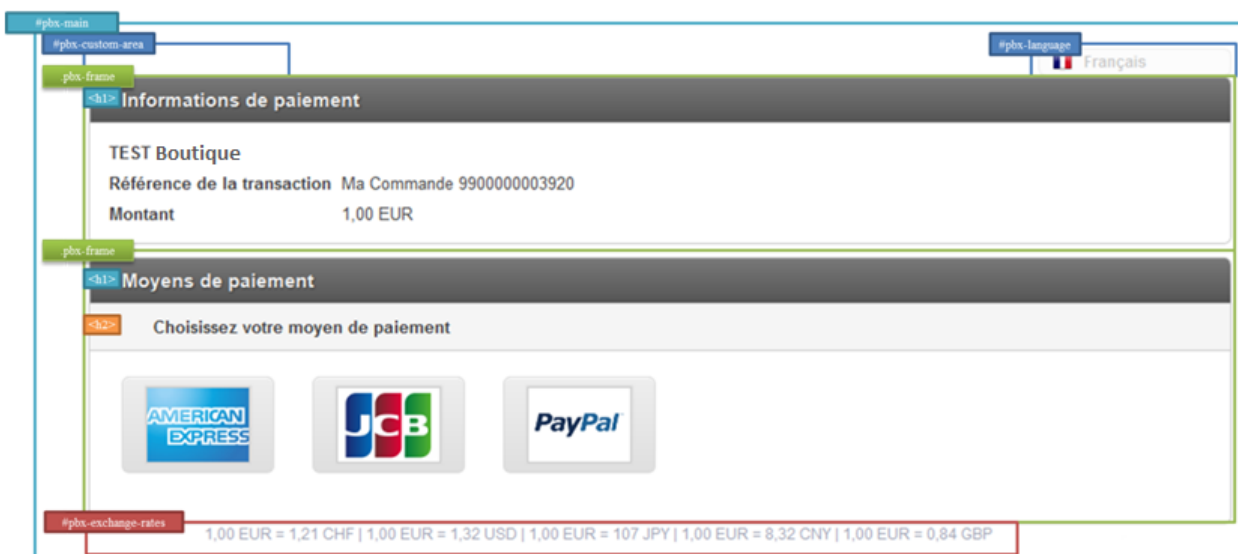 #pbx-main
#pbx-custom-area
#pbx-language
Français
.pbx-frame
<h1> Informations de paiement
TEST Boutique
Référence de la transaction Ma Commande 9900000003920
Montant 1,00 EUR
.pbx-frame
<h1> Moyens de paiement
<h2> Choisissez votre moyen de paiement
AMERICAN EXPRESS
JCB
PayPal
#pbx-exchange-rates
1,00 EUR = 1,21 CHF | 1,00 EUR = 1,32 USD | 1,00 EUR = 107 JPY | 1,00 EUR = 8,32 CNY | 1,00 EUR = 0,84 GBP